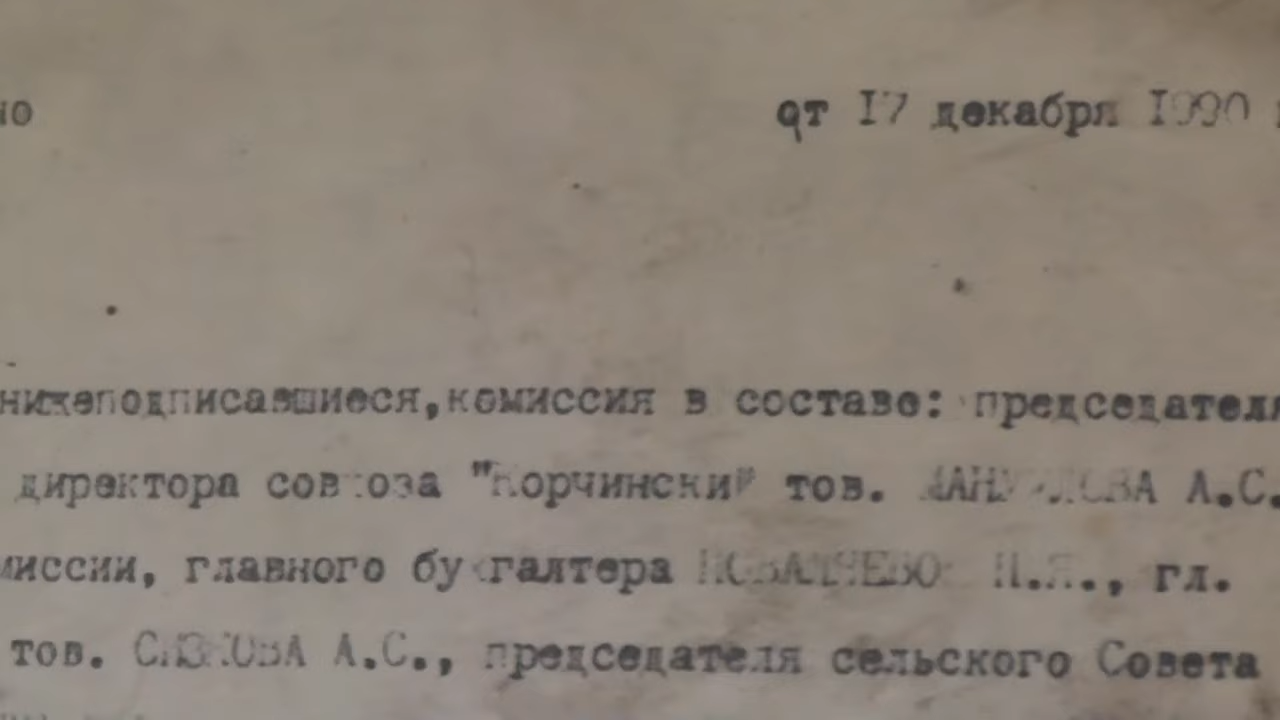 от 17 декабря 1990
нижеподписавшиеся, комиссия в составе: председателя
директора совхоза "Корчинский" тов. А.С.
миссии, главного бухгалтера гл.
тов. А.С., председателя сельского Совета